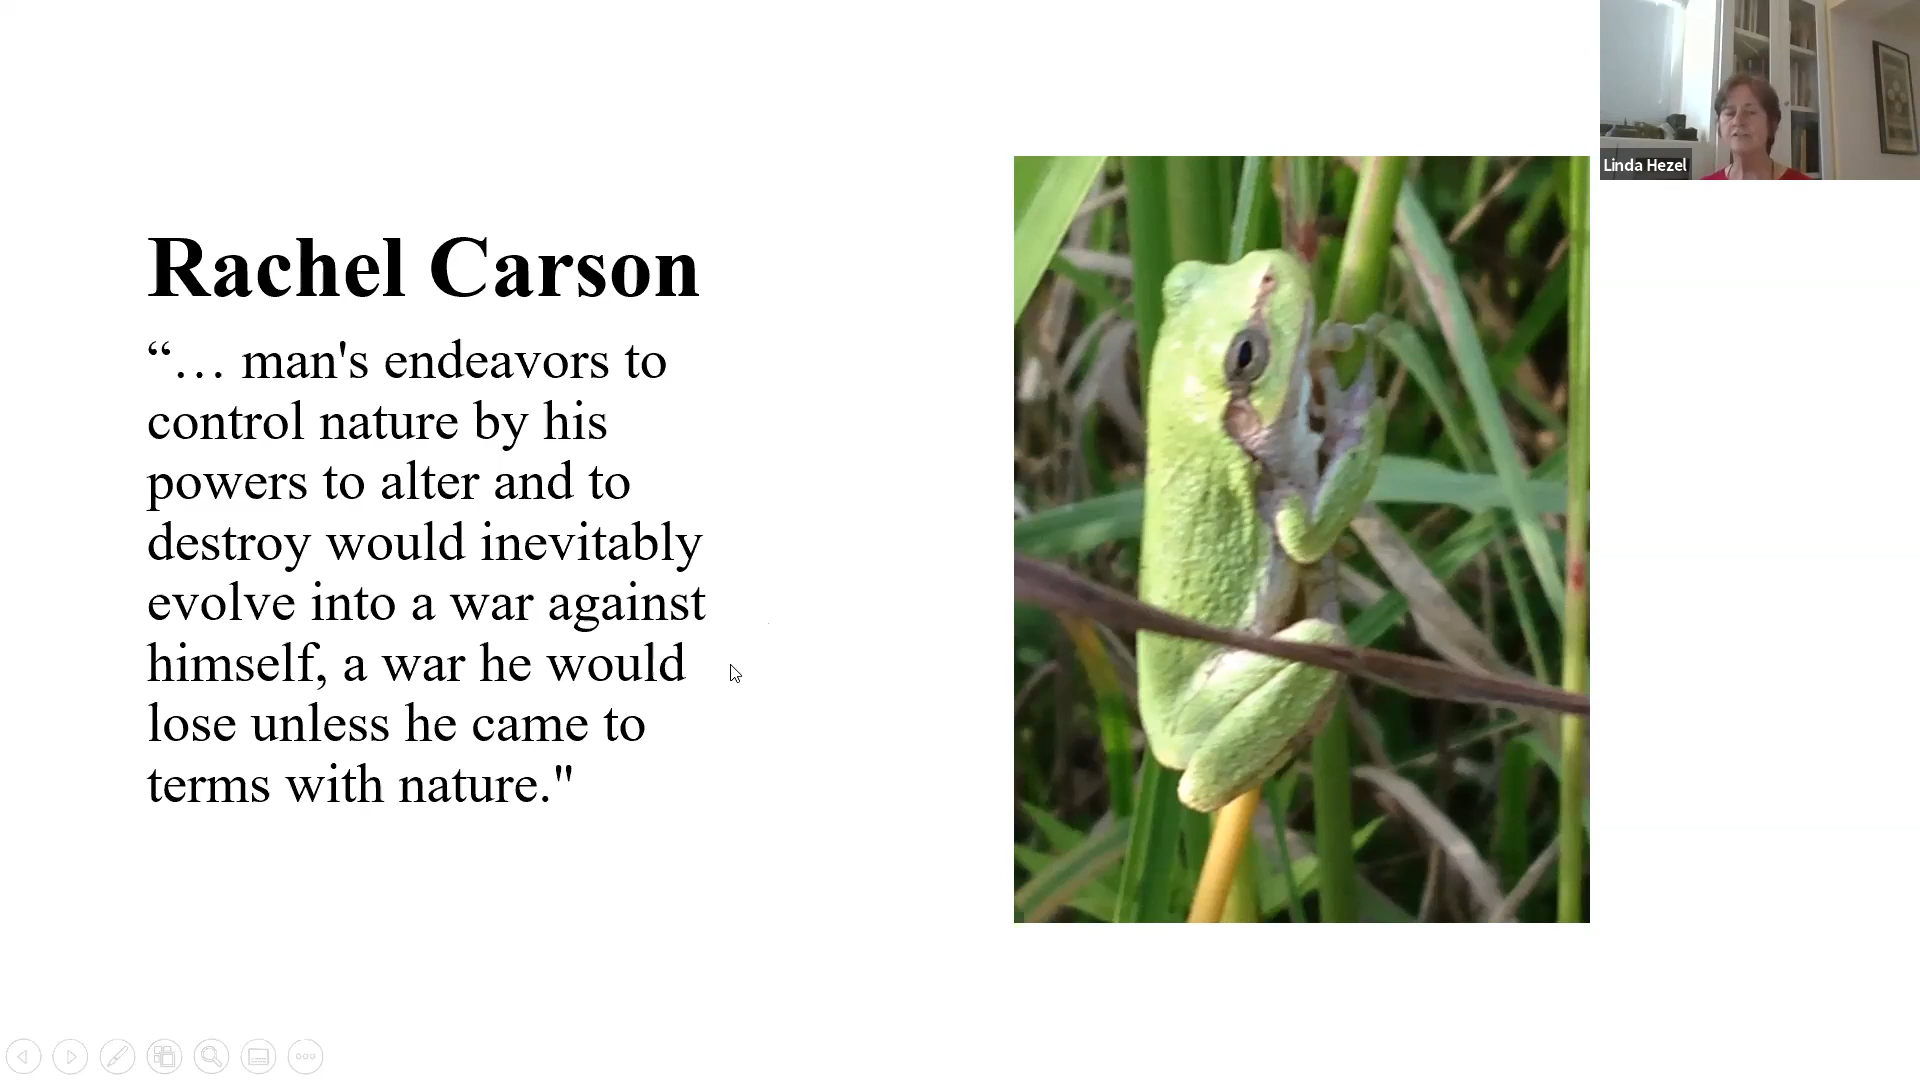 Linda Hezel
Rachel Carson
“… man's endeavors to
control nature by his
powers to alter and to
destroy would inevitably
evolve into a war against
himself, a war he would
lose unless he came to
terms with nature."